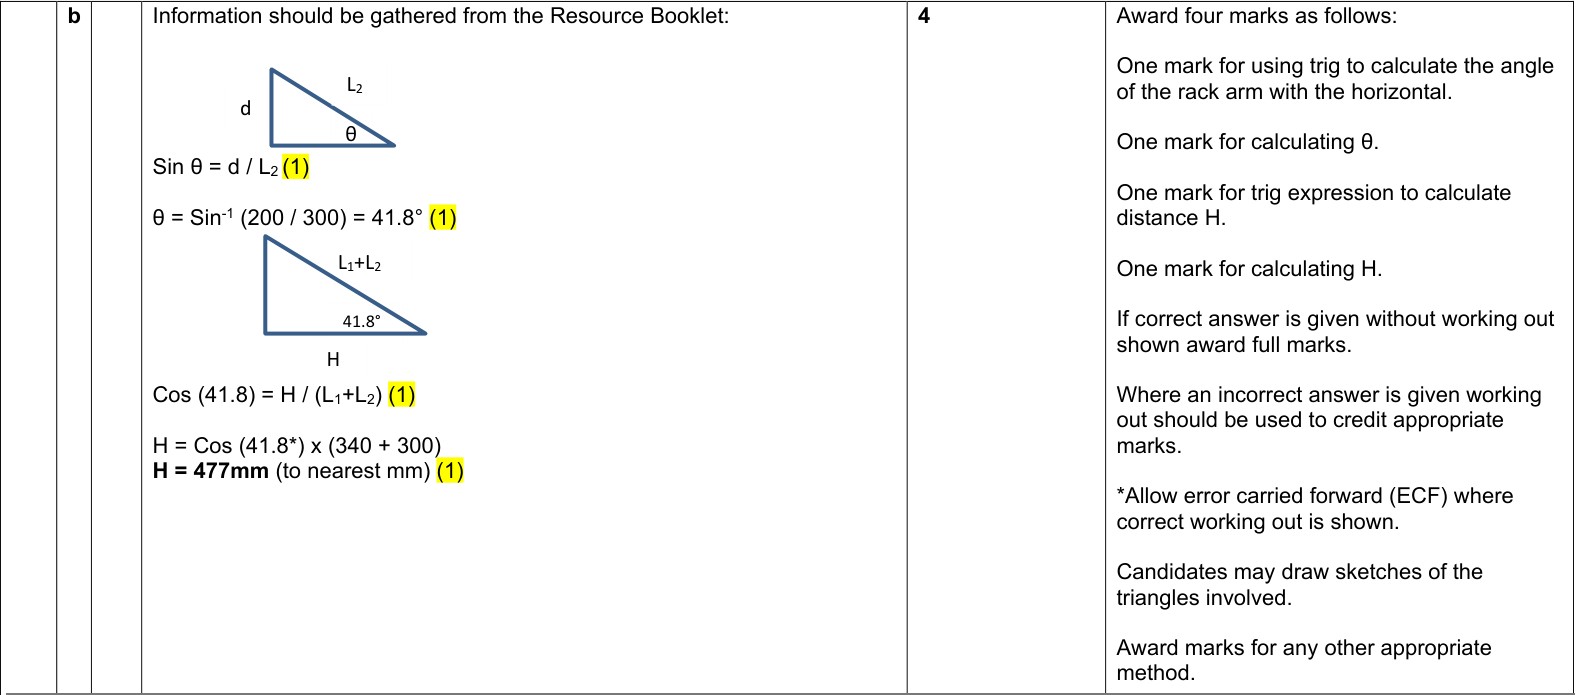 b
Information should be gathered from the Resource Booklet:
d
L₂
θ
Sin θ = d / L₂ (1)
θ = Sin⁻¹ (200 / 300) = 41.8° (1)
L₁+L₂
41.8°
H
Cos (41.8) = H / (L₁+L₂) (1)
H = Cos (41.8*) x (340 + 300)
H = 477mm (to nearest mm) (1)
4
Award four marks as follows:
One mark for using trig to calculate the angle
of the rack arm with the horizontal.
One mark for calculating θ.
One mark for trig expression to calculate
distance H.
One mark for calculating H.
If correct answer is given without working out
shown award full marks.
Where an incorrect answer is given working
out should be used to credit appropriate
marks.
*Allow error carried forward (ECF) where
correct working out is shown.
Candidates may draw sketches of the
triangles involved.
Award marks for any other appropriate
method.